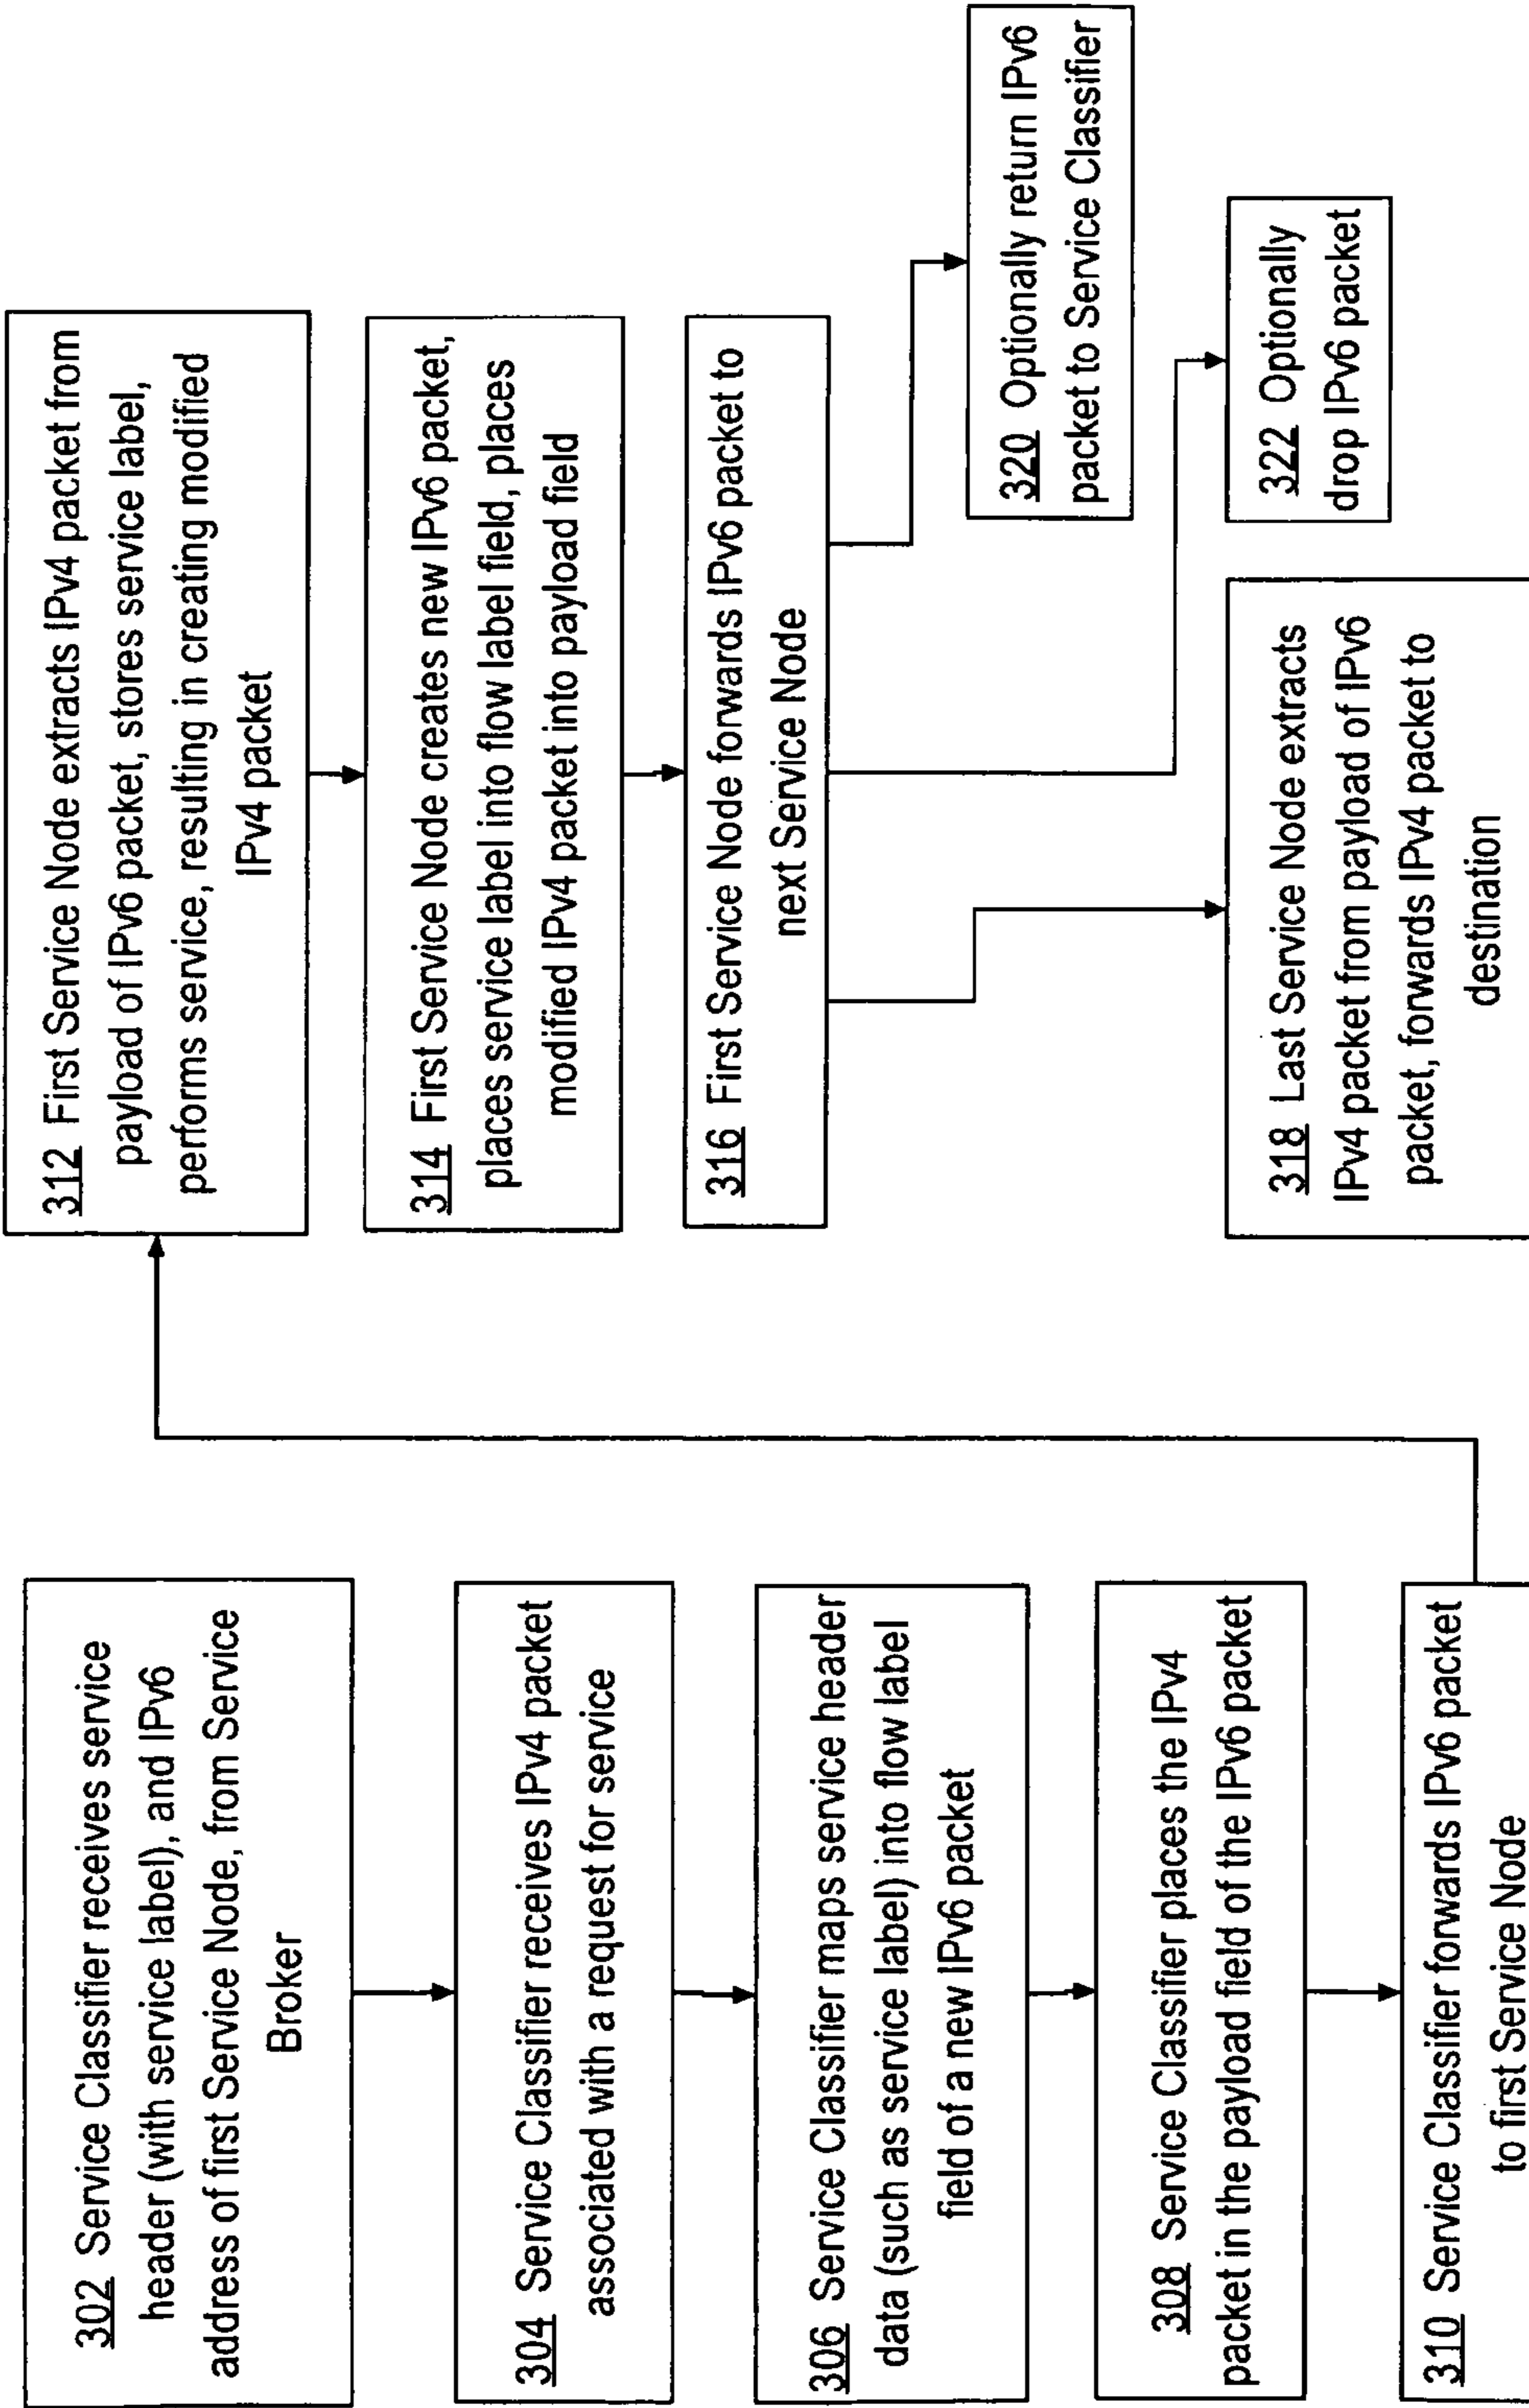 302 Service Classifier receives service
header (with service label), and IPv6
address of first Service Node, from Service
Broker
304 Service Classifier receives IPv4 packet
associated with a request for service
306 Service Classifier maps service header
data (such as service label) into flow label
field of a new IPv6 packet
308 Service Classifier places the IPv4
packet in the payload field of the IPv6 packet
310 Service Classifier forwards IPv6 packet
to first Service Node
312 First Service Node extracts IPv4 packet from
payload of IPv6 packet, stores service label,
performs service, resulting in creating modified
IPv4 packet
314 First Service Node creates new IPv6 packet,
places service label into flow label field, places
modified IPv4 packet into payload field
316 First Service Node forwards IPv6 packet to
next Service Node
318 Last Service Node extracts
IPv4 packet from payload of IPv6
packet, forwards IPv4 packet to
destination
320 Optionally return IPv6
packet to Service Classifier
322 Optionally
drop IPv6 packet